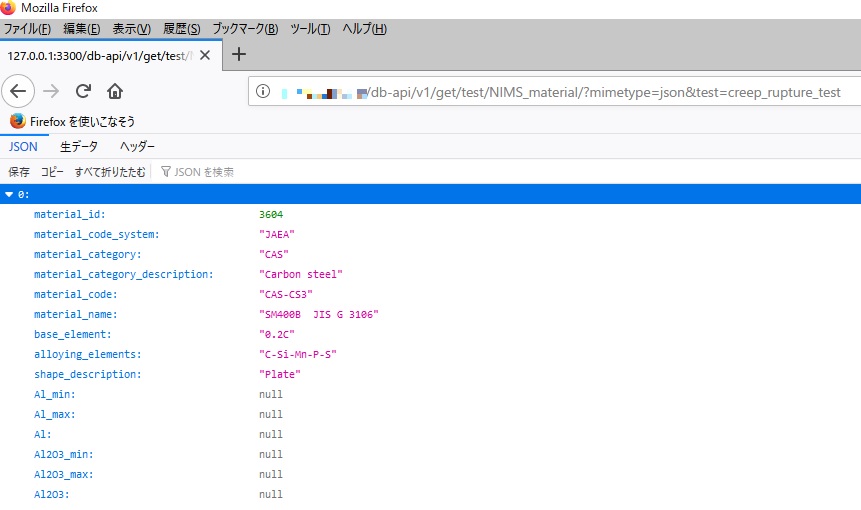 Mozilla Firefox
ファイル(F) 編集(E) 表示(V) 履歴(S) ブックマーク(B) ツール(T) ヘルプ(H)
127.0.0.1:3300/db-api/v1/get/test/?
/db-api/v1/get/test/NIMS_material/?mimetype=json&test=creep_rupture_test
Firefox を使いこなそう
JSON 生データ ヘッダー
保存 コピー すべて折りたたむ JSON を検索
0:
material_id: 3604
material_code_system: "JAEA"
material_category: "CAS"
material_category_description: "Carbon steel"
material_code: "CAS-CS3"
material_name: "SM400B  JIS G 3106"
base_element: "0.2C"
alloying_elements: "C-Si-Mn-P-S"
shape_description: "Plate"
Al_min: null
Al_max: null
Al: null
Al2O3_min: null
Al2O3_max: null
Al2O3: null